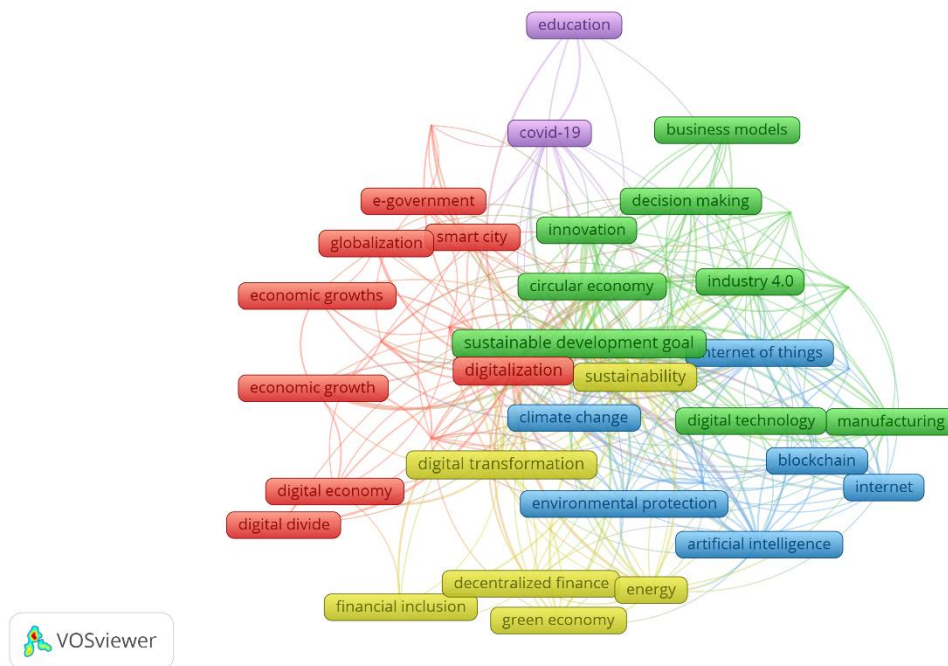 education
covid-19
business models
e-government
decision making
globalization
smart city
innovation
economic growths
circular economy
industry 4.0
sustainable development goal
internet of things
digitalization
sustainability
economic growth
climate change
digital technology
manufacturing
digital transformation
blockchain
digital economy
internet
environmental protection
digital divide
artificial intelligence
decentralized finance
energy
financial inclusion
green economy
VOSviewer